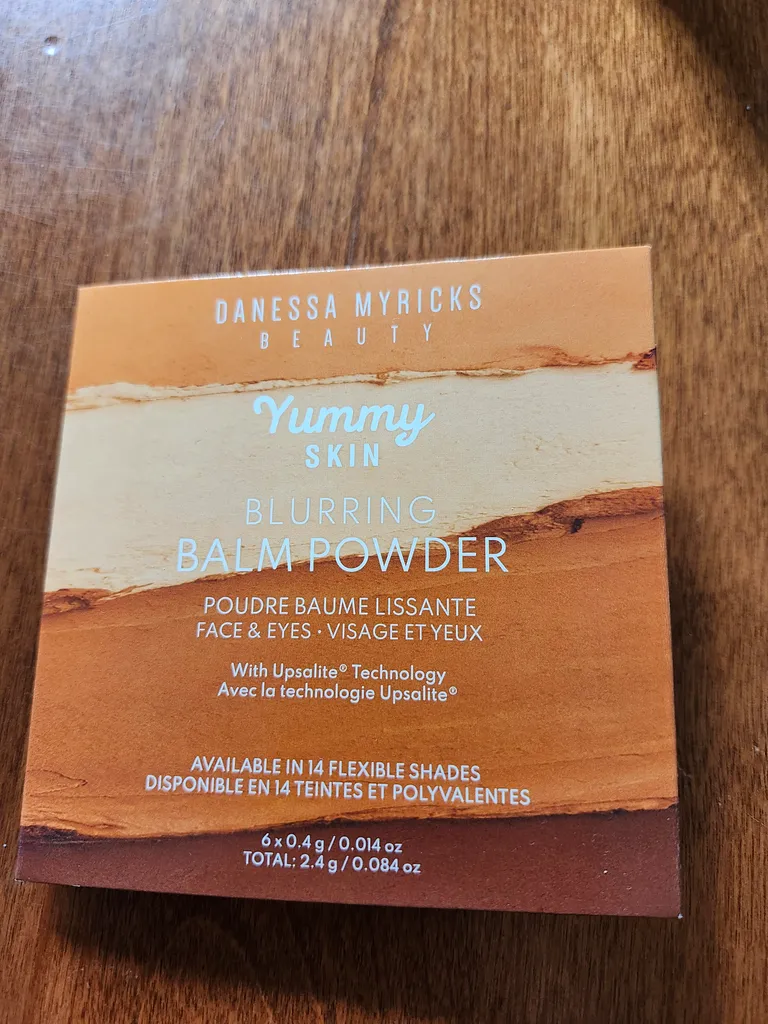 DANESSA MYRICKS
BEAUTY
Yummy
SKIN
BLURRING
BALM POWDER
POUDRE BAUME LISSANTE
FACE & EYES · VISAGE ET YEUX
With Upsalite® Technology
Avec la technologie Upsalite®
AVAILABLE IN 14 FLEXIBLE SHADES
DISPONIBLE EN 14 TEINTES ET POLYVALENTES
6 x 0.4 g / 0.014 oz
TOTAL: 2.4 g / 0.084 oz